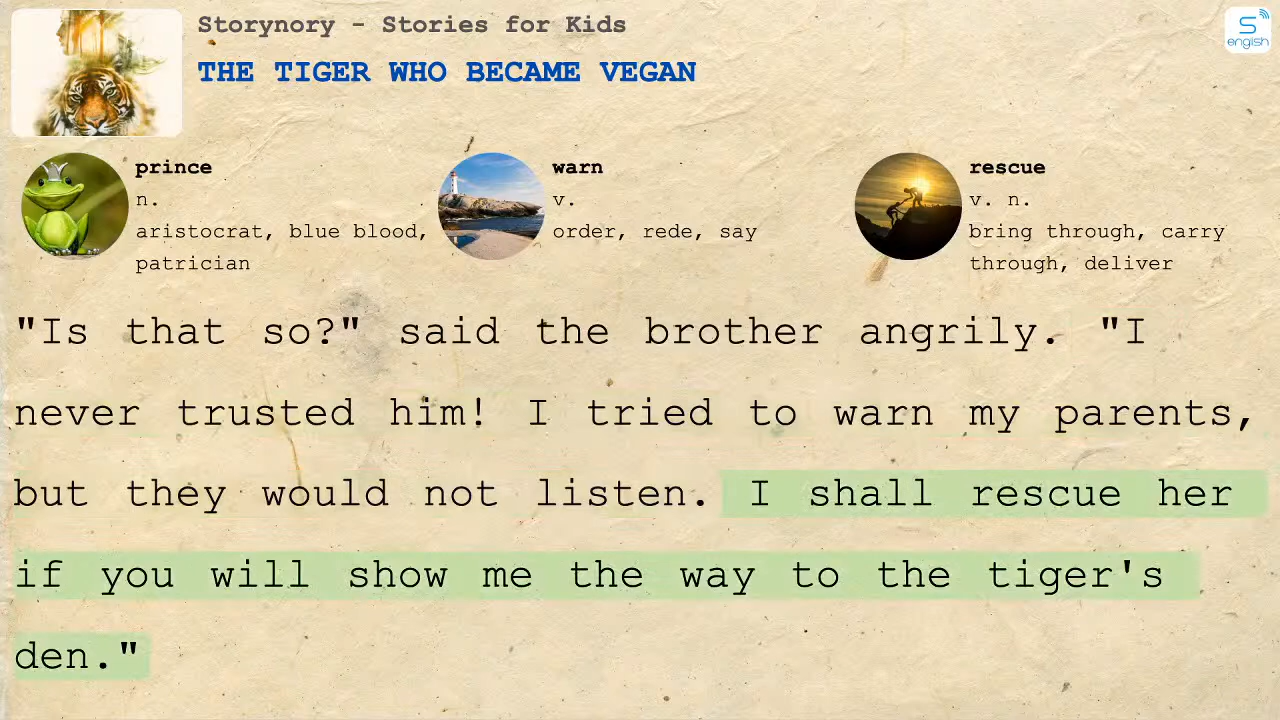 Storynory - Stories for Kids
THE TIGER WHO BECAME VEGAN
S
english
prince
n.
aristocrat, blue blood,
patrician
warn
v.
order, rede, say
rescue
v. n.
bring through, carry
through, deliver
"Is that so?" said the brother angrily. "I
never trusted him! I tried to warn my parents,
but they would not listen. I shall rescue her
if you will show me the way to the tiger's
den."